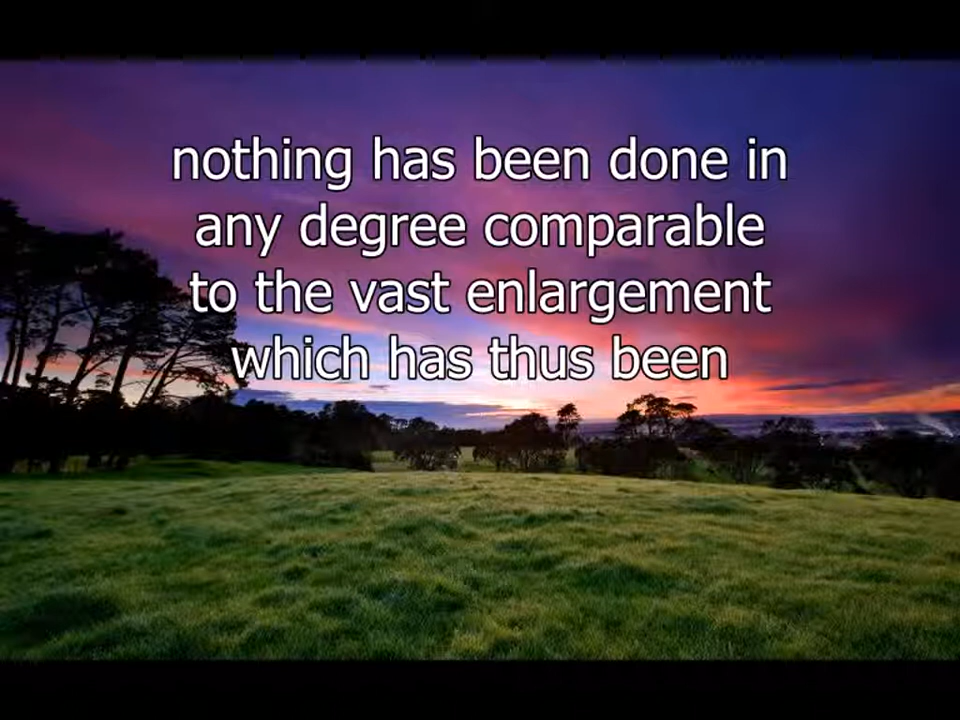 nothing has been done in
any degree comparable
to the vast enlargement
which has thus been